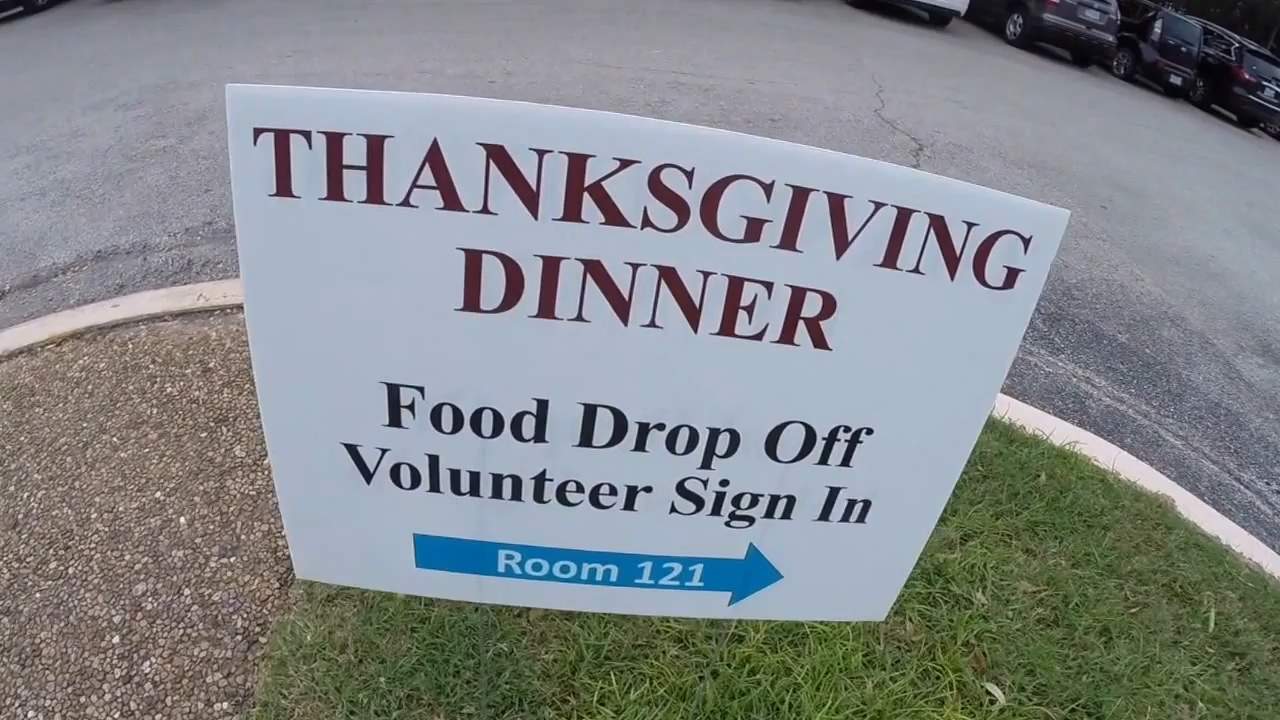 THANKSGIVING
DINNER
Food Drop Off
Volunteer Sign In
Room 121